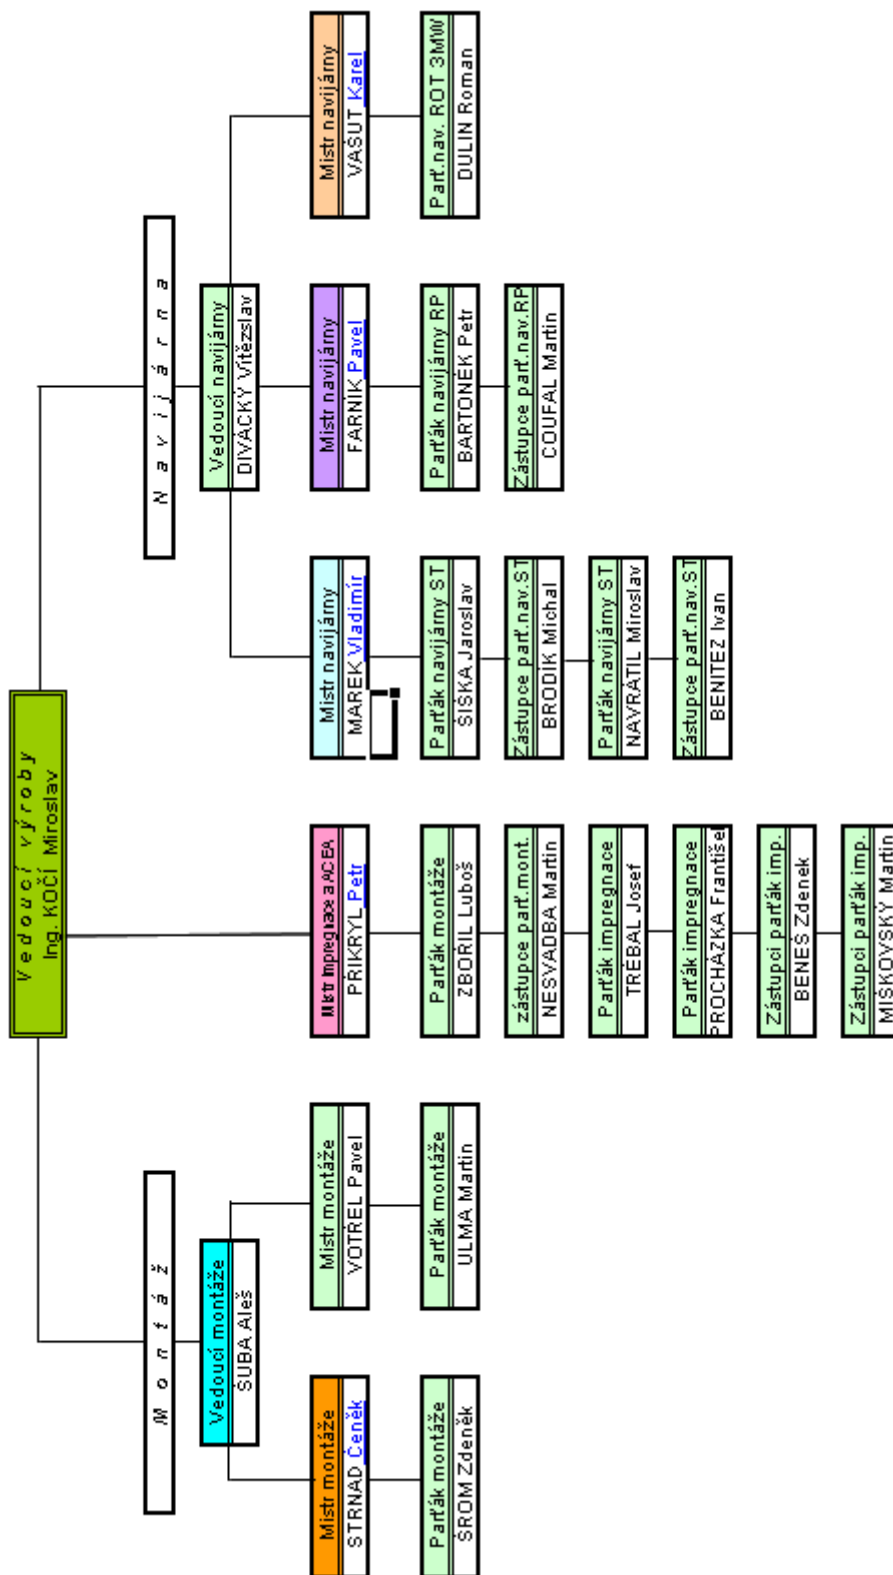 Vedoucí výroby
Ing. KOČÍ Miroslav
Montáž
Navijárna
Vedoucí montáže
ŠUBA Aleš
Vedoucí navijárny
DIVÁCKÝ Vítězslav
Mistr montáže
STRNAD Čeněk
Mistr montáže
VOTREL Pavel
Mistr impregnace a ACEA
PŘIKRYL Petr
Mistr navijárny
MAREK Vladimír
Mistr navijárny
FARNÍK Pavel
Mistr navijárny
VAŠUT Karel
Parťák montáže
ŠROM Zdeněk
Parťák montáže
ULMA Martin
Parťák montáže
ZBOŘIL Luboš
Parťák navijárny ST
ŠIŠKA Jaroslav
Parťák navijárny RP
BARTONĚK Petr
Parť.nav. ROT 3MW
DULIN Roman
zástupce parť.mont.
NESVADBA Martin
Zástupce parť.nav.ST
BRODIK Michal
Zástupce parť.nav.RP
COUFAL Martin
Parťák impregnace
TŘEBAL Josef
Parťák navijárny ST
NAVRÁTIL Miroslav
Parťák impregnace
PROCHÁZKA Františe
Zástupce parť.nav.ST
BENITEZ Ivan
Zástupci parťák imp.
BENEŠ Zdenek
Zástupci parťák imp.
MIŠKOVSKÝ Martin